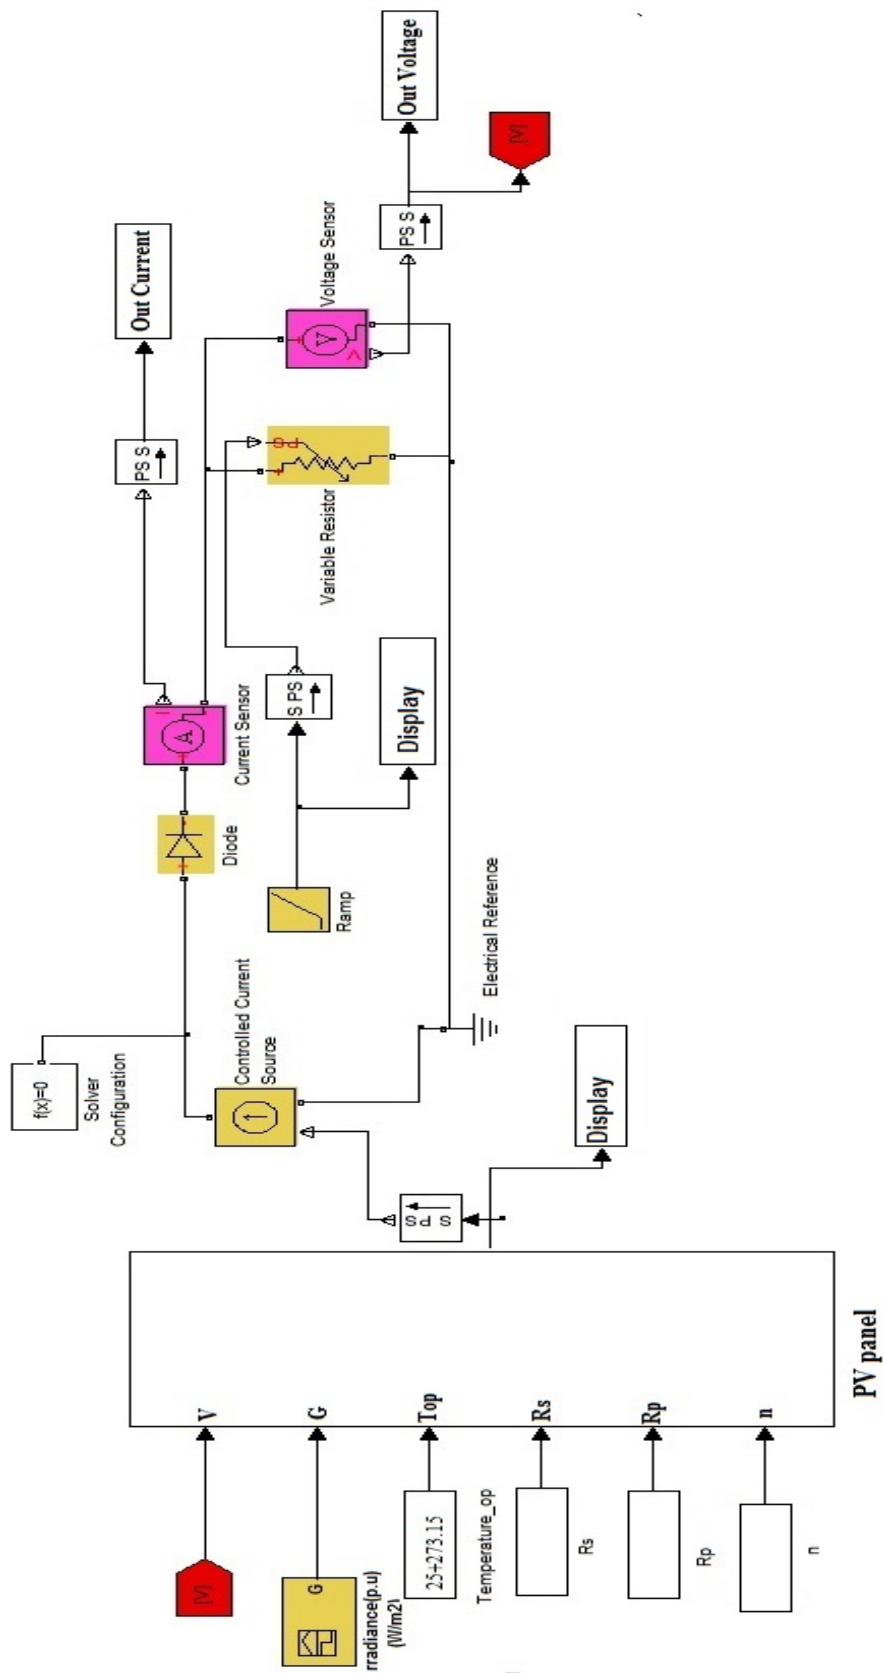 [V]
V
G
rradiance(p.u)
(W/m2)
G
25+273.15
Temperature_op
Top
Rs
Rs
Rp
Rp
n
n
PV panel
S PS
Display
f(x)=0
Solver
Configuration
Controlled Current
Source
Electrical Reference
Diode
Ramp
A
I
Current Sensor
S PS
Display
PS S
Out Current
PS
Variable Resistor
V
V
Voltage Sensor
PS S
Out Voltage
[V]